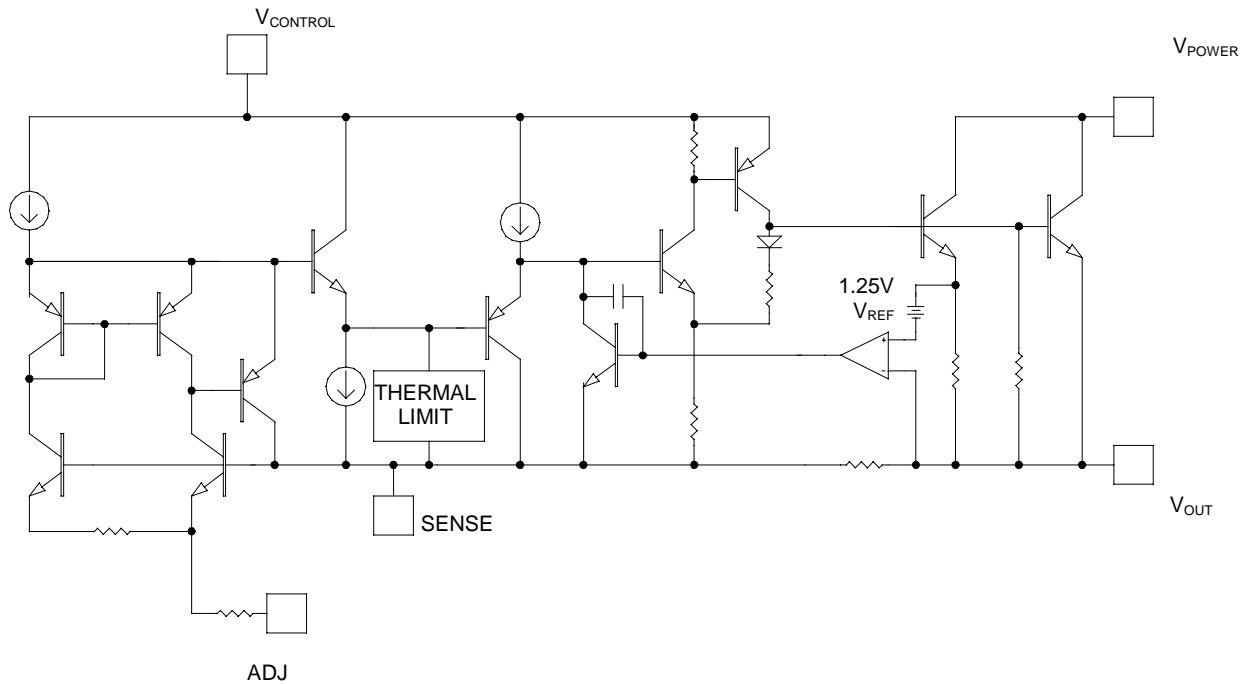 VCONTROL
VPOWER
1.25V
VREF
THERMAL
LIMIT
+
-
SENSE
VOUT
ADJ